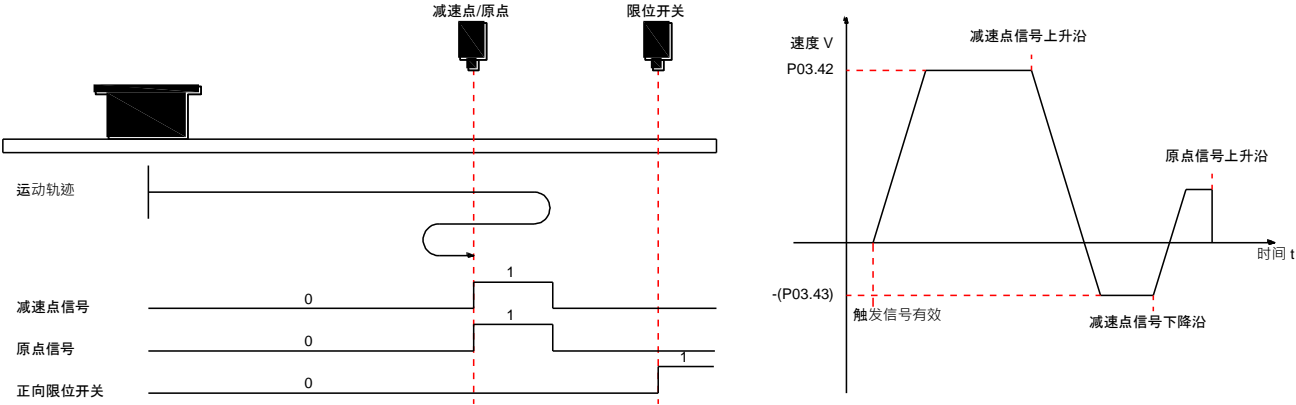 减速点/原点
限位开关
运动轨迹
减速点信号
0
1
原点信号
0
1
正向限位开关
0
1
速度 V
P03.42
减速点信号上升沿
原点信号上升沿
时间 t
-(P03.43)
触发信号有效
减速点信号下降沿